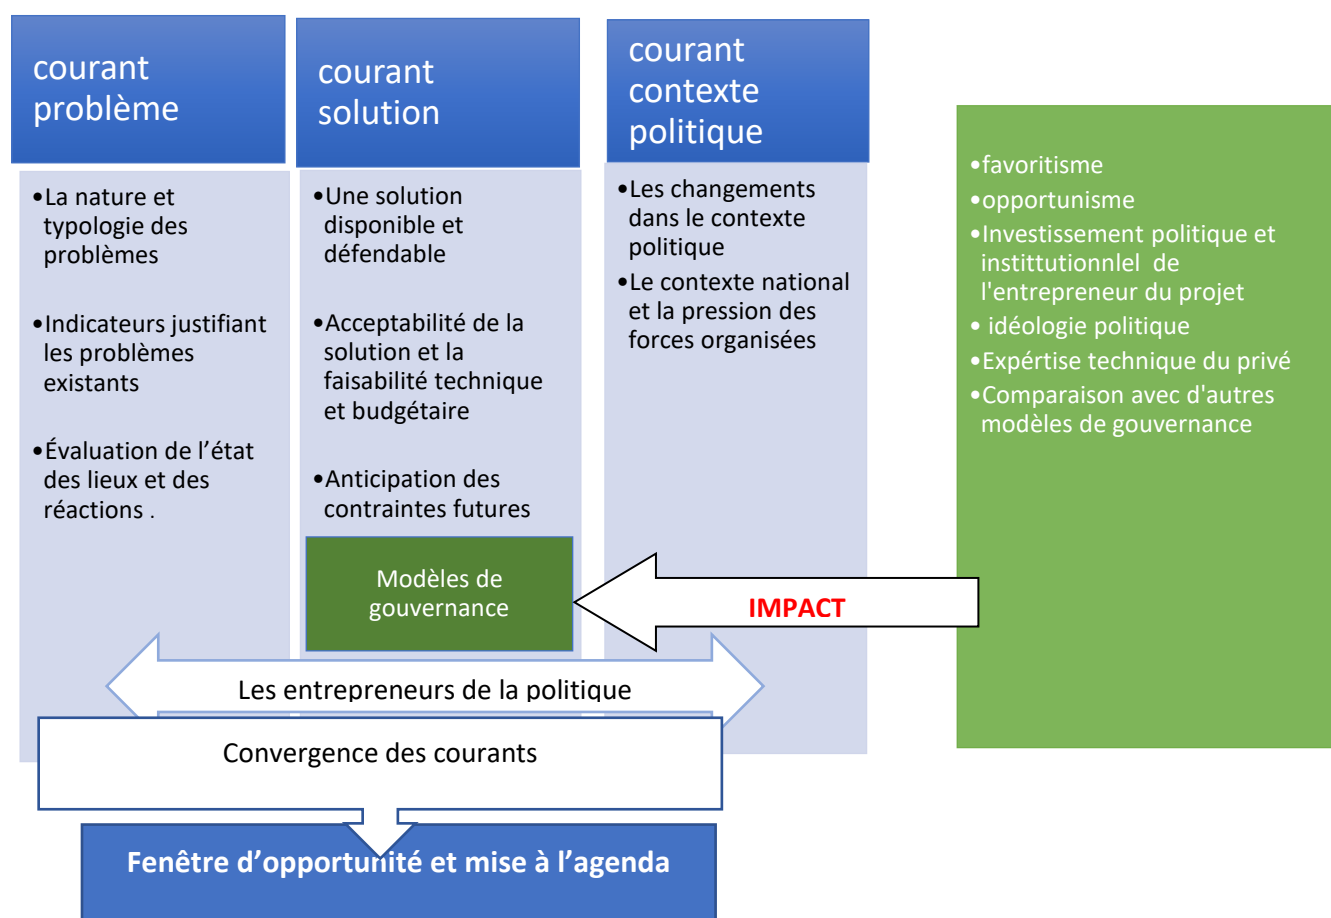 courant
problème
•La nature et
typologie des
problèmes
•Indicateurs justifiant
les problèmes
existants
•Évaluation de l’état
des lieux et des
réactions .
courant
solution
•Une solution
disponible et
défendable
•Acceptabilité de la
solution et la
faisabilité technique
et budgétaire
•Anticipation des
contraintes futures
Modèles de
gouvernance
courant
contexte
politique
•Les changements
dans le contexte
politique
•Le contexte national
et la pression des
forces organisées
•favoritisme
•opportunisme
•Investissement politique et
instittutionnlel de
l'entrepreneur du projet
• idéologie politique
•Expértise technique du privé
•Comparaison avec d'autres
modèles de gouvernance
IMPACT
Les entrepreneurs de la politique
Convergence des courants
Fenêtre d’opportunité et mise à l’agenda